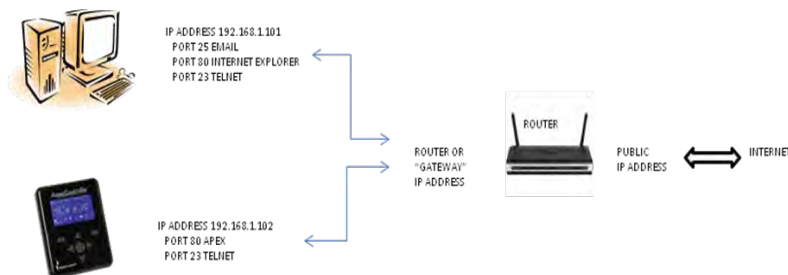 IP ADDRESS 192.168.1.101
PORT 25 EMAIL
PORT 80 INTERNET EXPLORER
PORT 23 TELNET
ROUTER
ROUTER OR
"GATEWAY"
IP ADDRESS
PUBLIC
IP ADDRESS
INTERNET
IP ADDRESS 192.168.1.102
PORT 80 APEX
PORT 23 TELNET